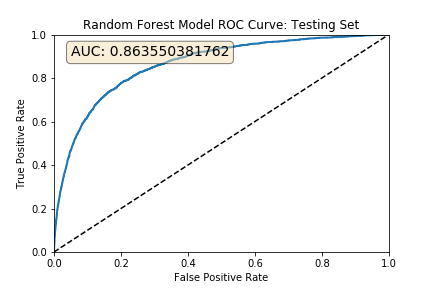 Random Forest Model ROC Curve: Testing Set
AUC: 0.863550381762
True Positive Rate
1.0
0.8
0.6
0.4
0.2
0.0
0.0 0.2 0.4 0.6 0.8 1.0
False Positive Rate